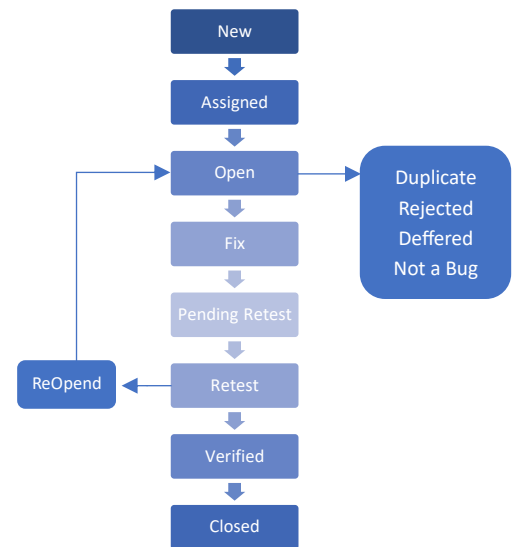 New
Assigned
Open
Duplicate
Rejected
Deffered
Not a Bug
Fix
Pending Retest
ReOpend
Retest
Verified
Closed